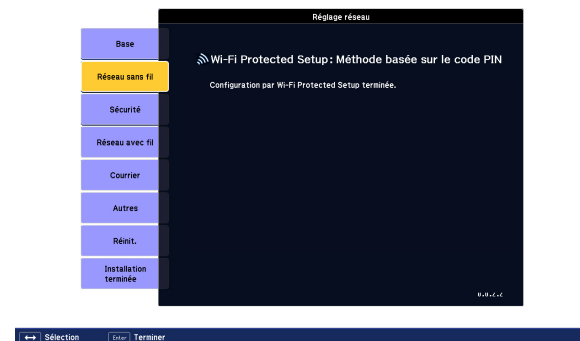 Réglage réseau
Base
Wi-Fi Protected Setup: Méthode basée sur le code PIN
Réseau sans fil
Configuration par Wi-Fi Protected Setup terminée.
Sécurité
Réseau avec fil
Courrier
Autres
Réinit.
Installation
terminée
Sélection Enter Terminer